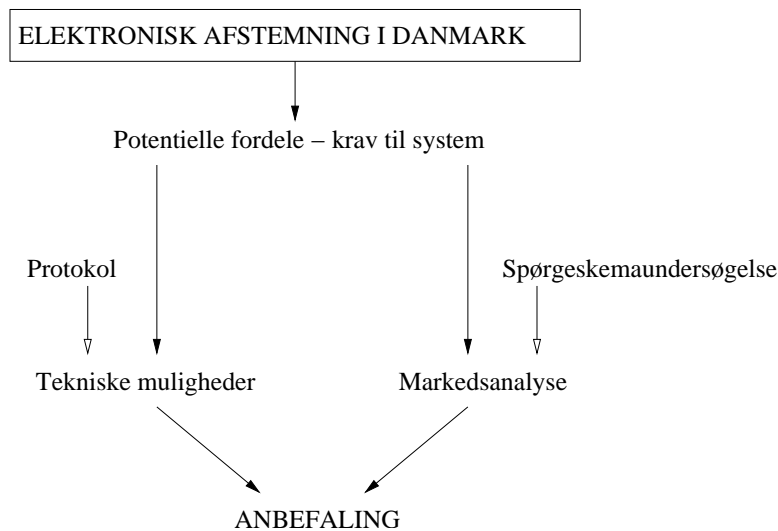 ELEKTRONISK AFSTEMNING I DANMARK
Potentielle fordele – krav til system
Protokol
Spørgeskemaundersøgelse
Tekniske muligheder
Markedsanalyse
ANBEFALING